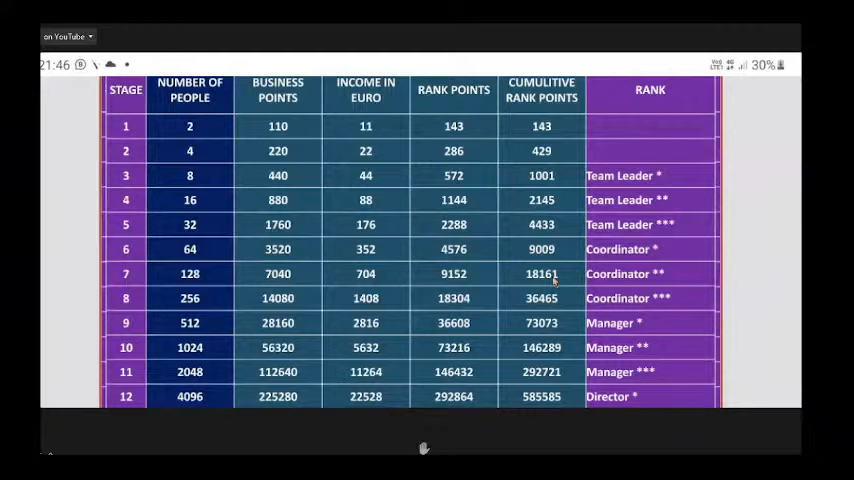 on YouTube
21:46
30%
STAGE NUMBER OF PEOPLE BUSINESS POINTS INCOME IN EURO RANK POINTS CUMULITIVE RANK POINTS RANK
1 2 110 11 143 143
2 4 220 22 286 429
3 8 440 44 572 1001 Team Leader *
4 16 880 88 1144 2145 Team Leader **
5 32 1760 176 2288 4433 Team Leader ***
6 64 3520 352 4576 9009 Coordinator *
7 128 7040 704 9152 18161 Coordinator **
8 256 14080 1408 18304 36465 Coordinator ***
9 512 28160 2816 36608 73073 Manager *
10 1024 56320 5632 73216 146289 Manager **
11 2048 112640 11264 146432 292721 Manager ***
12 4096 225280 22528 292864 585585 Director *